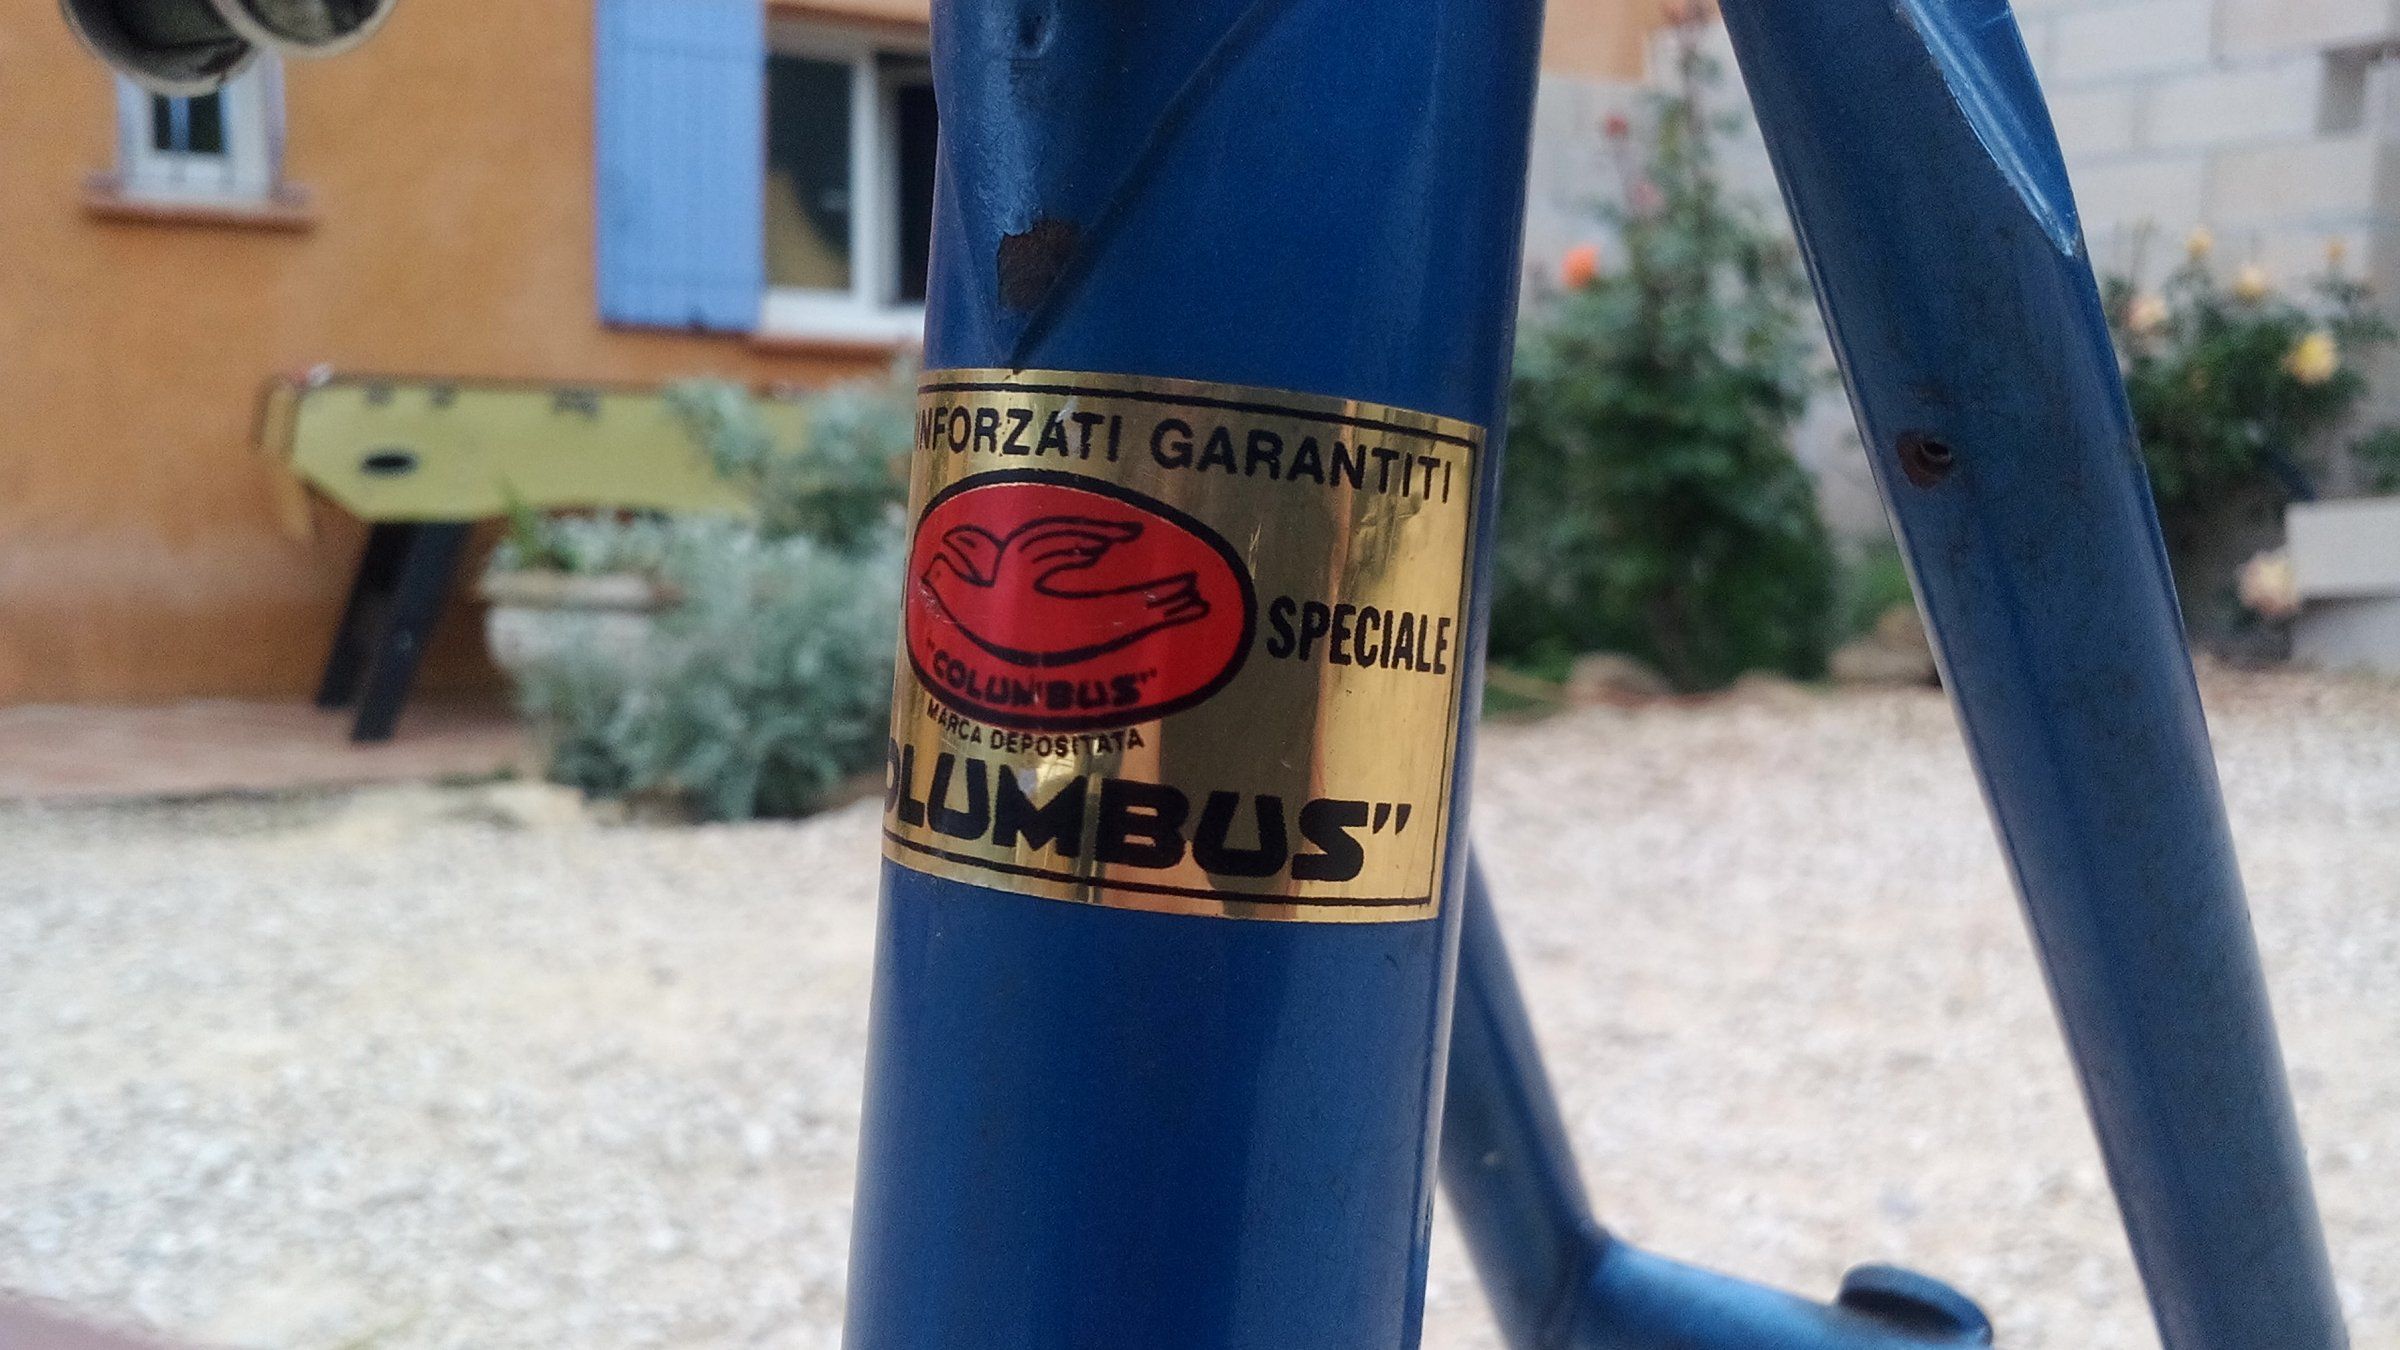 INFORZATI GARANTITI
SPECIALE
"COLUMBUS"
MARCA DEPOSITATA
OLUMBUS"